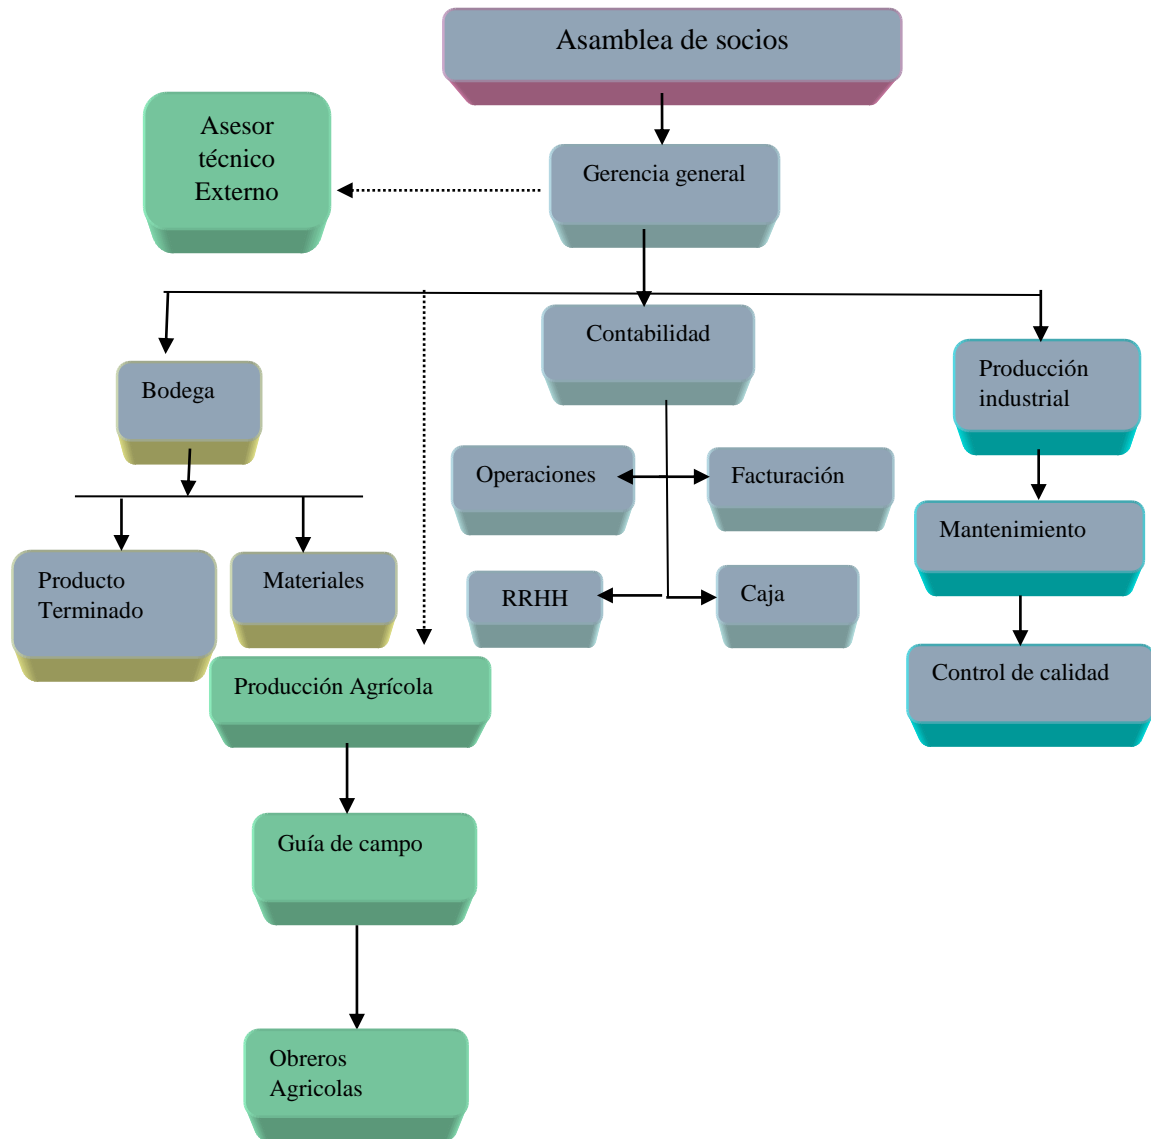 Asamblea de socios
Asesor
técnico
Externo
Gerencia general
Contabilidad
Bodega
Producción
industrial
Operaciones
Facturación
Mantenimiento
Producto
Terminado
Materiales
RRHH
Caja
Producción Agrícola
Control de calidad
Guía de campo
Obreros
Agricolas